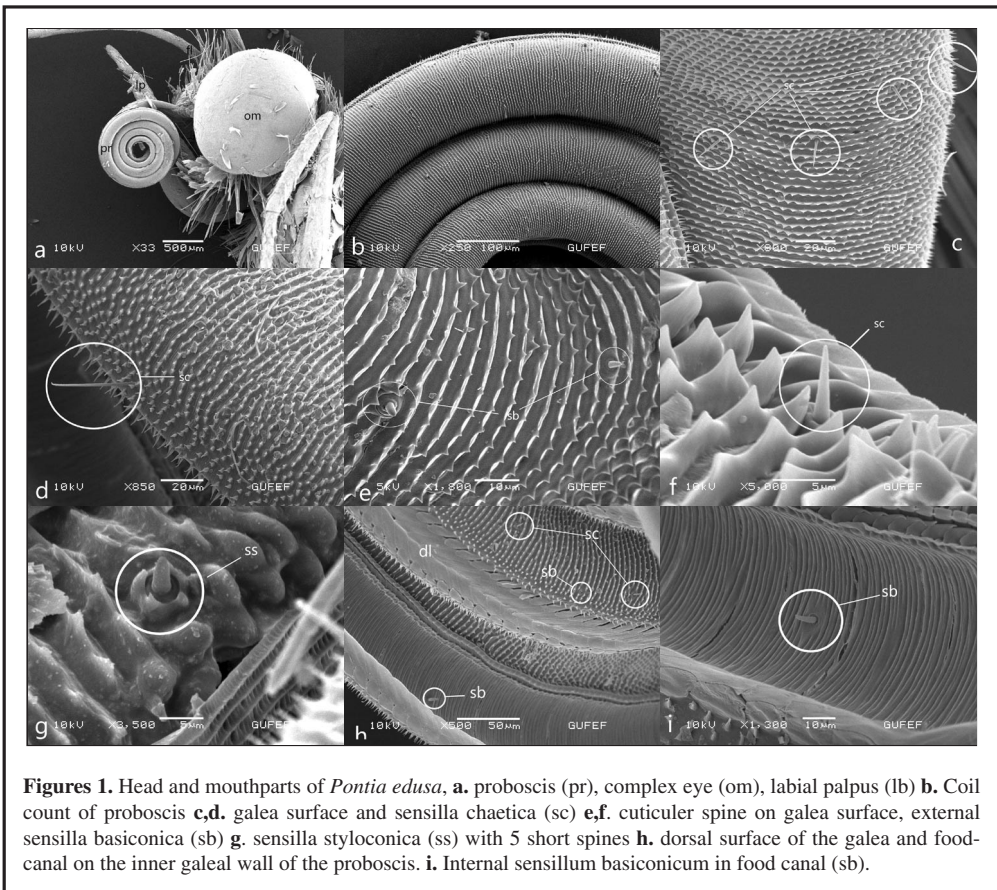 fl
lp
pr
om
a 10kV X33 500µm GUFEF
b 10kV X250 100µm GUFEF
sc
10kV X800 20µm GUFEF c
sc
d 10kV X850 20µm GUFEF
sb
e 5kV X1,800 10µm GUFEF
sc
f 10kV X5,000 5µm GUFEF
ss
g 10kV X3,500 5µm GUFEF
dl
sc
sb
sb
h 10kV X500 50µm GUFEF
sb
i 10kV X1,300 10µm GUFEF
Figures 1. Head and mouthparts of Pontia edusa, a. proboscis (pr), complex eye (om), labial palpus (lb) b. Coil
count of proboscis c,d. galea surface and sensilla chaetica (sc) e,f. cuticuler spine on galea surface, external
sensilla basiconica (sb) g. sensilla styloconica (ss) with 5 short spines h. dorsal surface of the galea and food-
canal on the inner galeal wall of the proboscis. i. Internal sensillum basiconicum in food canal (sb).